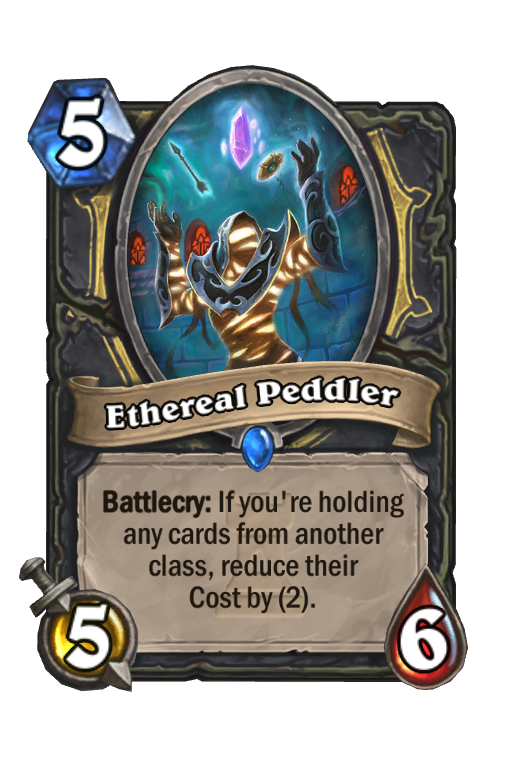 5
Ethereal Peddler
Battlecry: If you're holding
any cards from another
class, reduce their
Cost by (2).
5
6